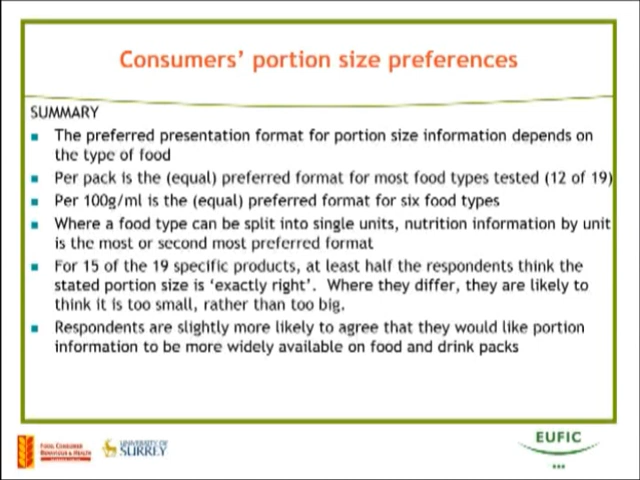 Consumers' portion size preferences
SUMMARY
The preferred presentation format for portion size information depends on
the type of food
Per pack is the (equal) preferred format for most food types tested (12 of 19)
Per 100g/ml is the (equal) preferred format for six food types
Where a food type can be split into single units, nutrition information by unit
is the most or second most preferred format
For 15 of the 19 specific products, at least half the respondents think the
stated portion size is 'exactly right'. Where they differ, they are likely to
think it is too small, rather than too big.
Respondents are slightly more likely to agree that they would like portion
information to be more widely available on food and drink packs
FOOD, CONSUMER
BEHAVIOUR & HEALTH
UNIVERSITY OF
SURREY
EUFIC